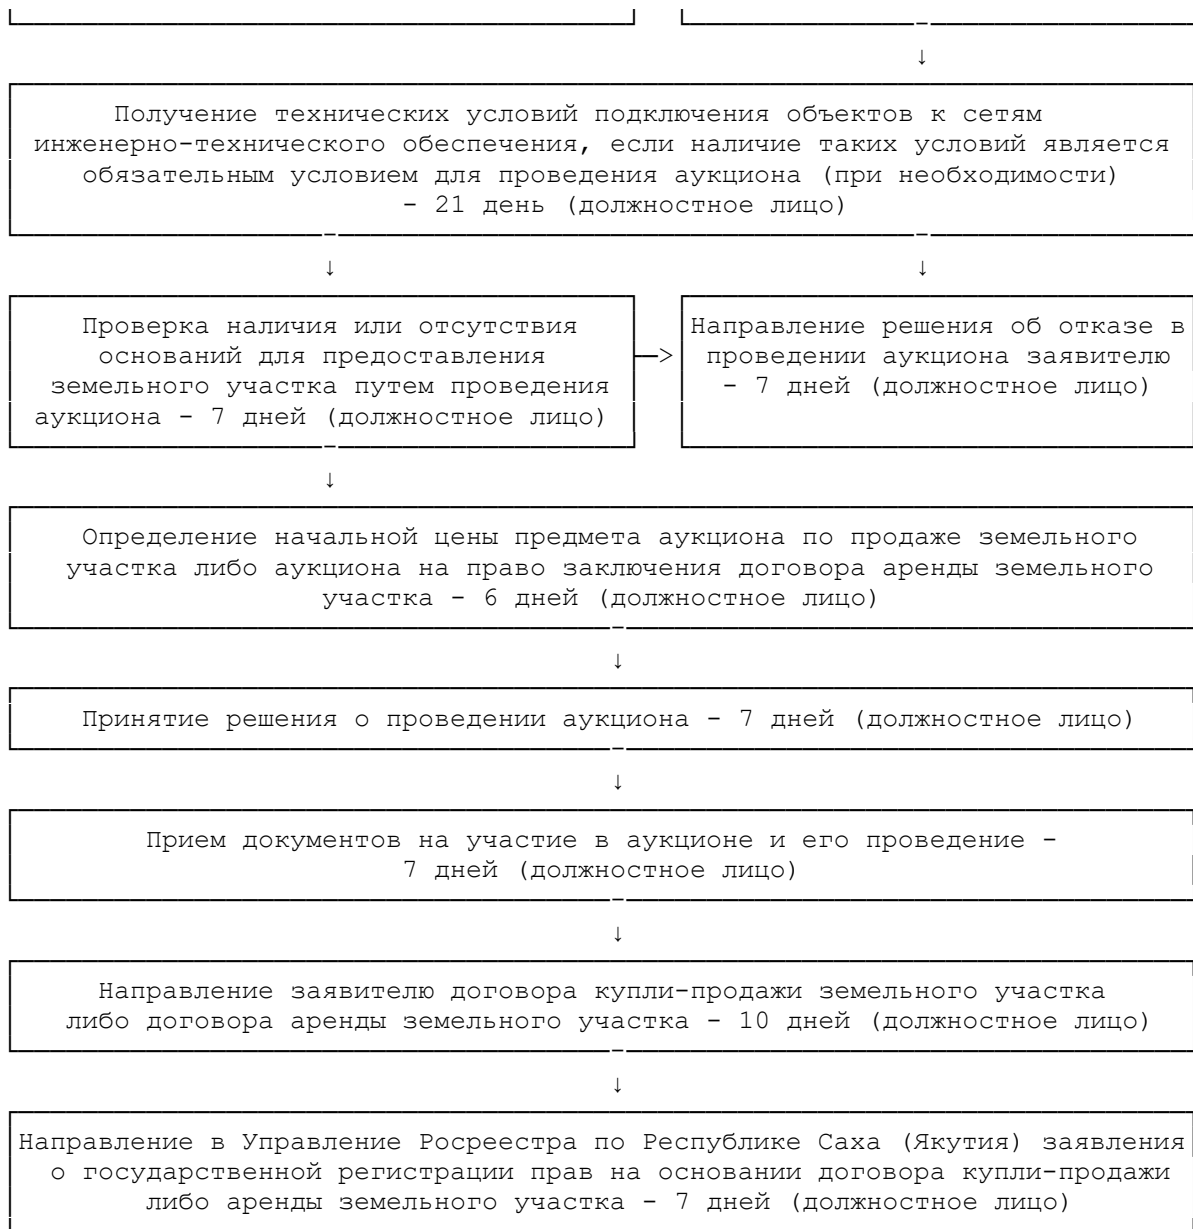 Получение технических условий подключения объектов к сетям
инженерно-технического обеспечения, если наличие таких условий является
обязательным условием для проведения аукциона (при необходимости)
- 21 день (должностное лицо)
Проверка наличия или отсутствия
оснований для предоставления
земельного участка путем проведения
аукциона - 7 дней (должностное лицо)
Направление решения об отказе в
проведении аукциона заявителю
- 7 дней (должностное лицо)
Определение начальной цены предмета аукциона по продаже земельного
участка либо аукциона на право заключения договора аренды земельного
участка - 6 дней (должностное лицо)
Принятие решения о проведении аукциона - 7 дней (должностное лицо)
Прием документов на участие в аукционе и его проведение -
7 дней (должностное лицо)
Направление заявителю договора купли-продажи земельного участка
либо договора аренды земельного участка - 10 дней (должностное лицо)
Направление в Управление Росреестра по Республике Саха (Якутия) заявления
о государственной регистрации прав на основании договора купли-продажи
либо аренды земельного участка - 7 дней (должностное лицо)